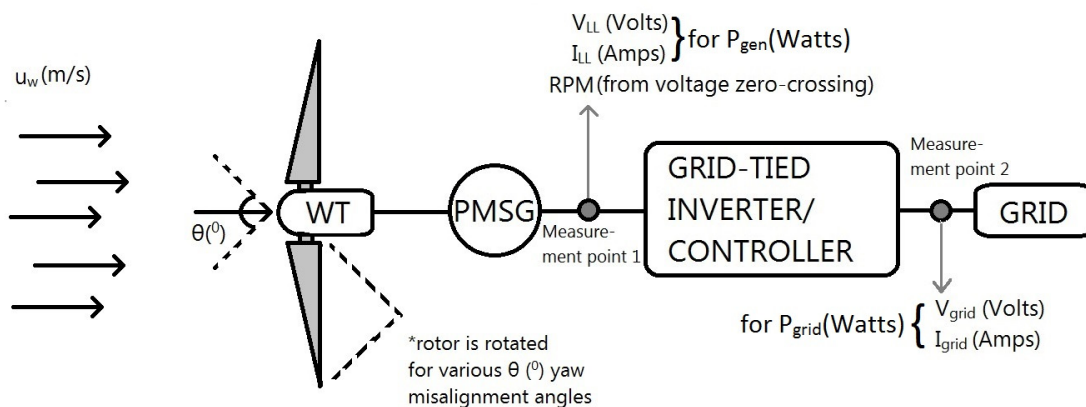 V_LL (Volts)
I_LL (Amps)
} for P_gen(Watts)
RPM(from voltage zero-crossing)
u_w(m/s)
θ(⁰)
WT
PMSG
Measure-
ment point 1
GRID-TIED
INVERTER/
CONTROLLER
Measure-
ment point 2
GRID
for P_grid(Watts) {
V_grid (Volts)
I_grid (Amps)
*rotor is rotated
for various θ (⁰) yaw
misalignment angles